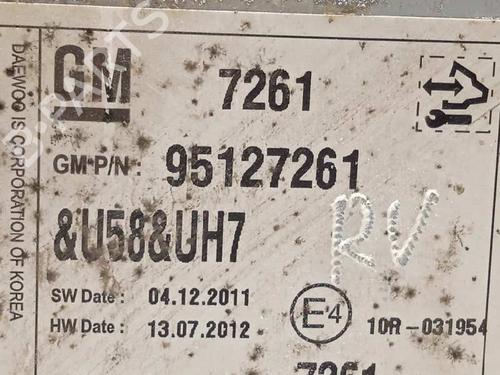 DAEWOO IS CORPORATION OF KOREA
GM 7261
GM P/N : 95127261
&U58&UH7
RV
SW Date : 04.12.2011
HW Date : 13.07.2012
E4 10R-031954
7261